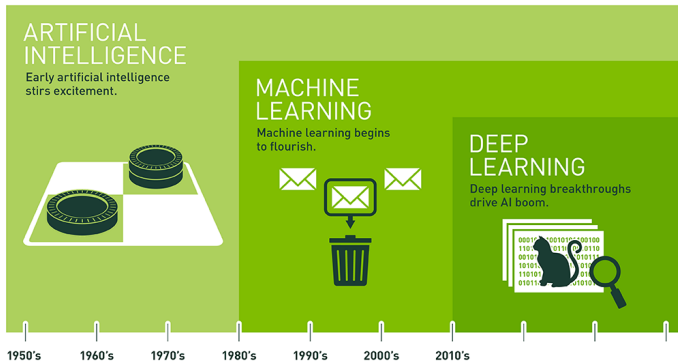 ARTIFICIAL
INTELLIGENCE
Early artificial intelligence
stirs excitement.
MACHINE
LEARNING
Machine learning begins
to flourish.
DEEP
LEARNING
Deep learning breakthroughs
drive AI boom.
1950's
1960's
1970's
1980's
1990's
2000's
2010's